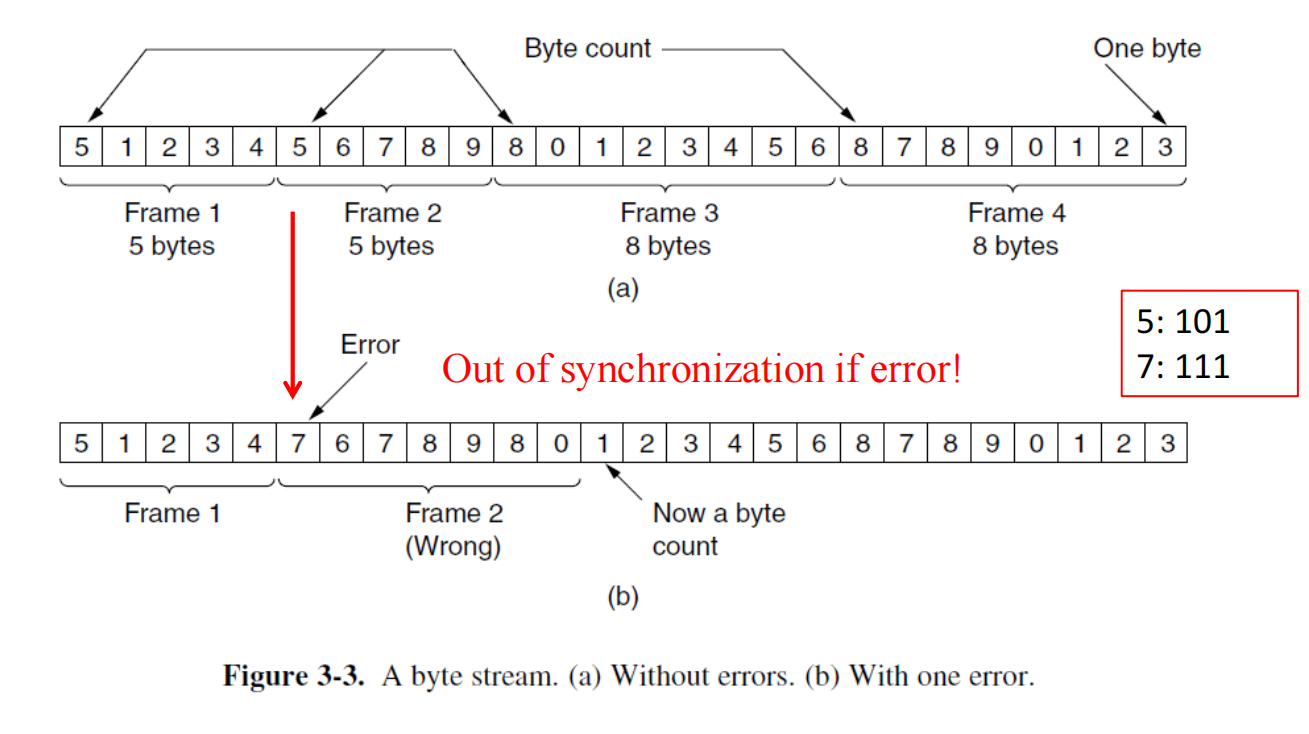 Byte count One byte
5 1 2 3 4 5 6 7 8 9 8 0 1 2 3 4 5 6 8 7 8 9 0 1 2 3
Frame 1 Frame 2 Frame 3 Frame 4
5 bytes 5 bytes 8 bytes 8 bytes
(a)
5: 101
7: 111
Error
Out of synchronization if error!
5 1 2 3 4 7 6 7 8 9 8 0 1 2 3 4 5 6 8 7 8 9 0 1 2 3
Frame 1 Frame 2 Now a byte
(Wrong) count
(b)
Figure 3-3. A byte stream. (a) Without errors. (b) With one error.